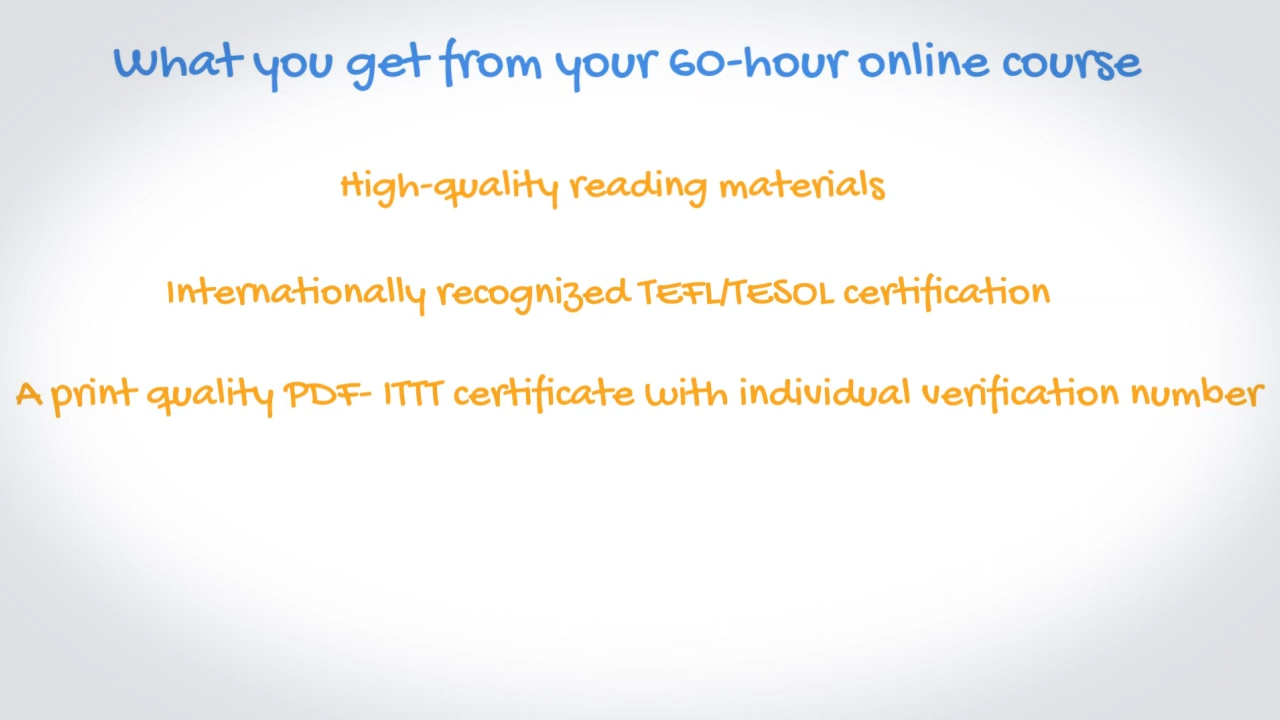 What you get from your 60-hour online course
High-quality reading materials
Internationally recognized TEFL/TESOL certification
A print quality PDF- ITTT certificate with individual verification number